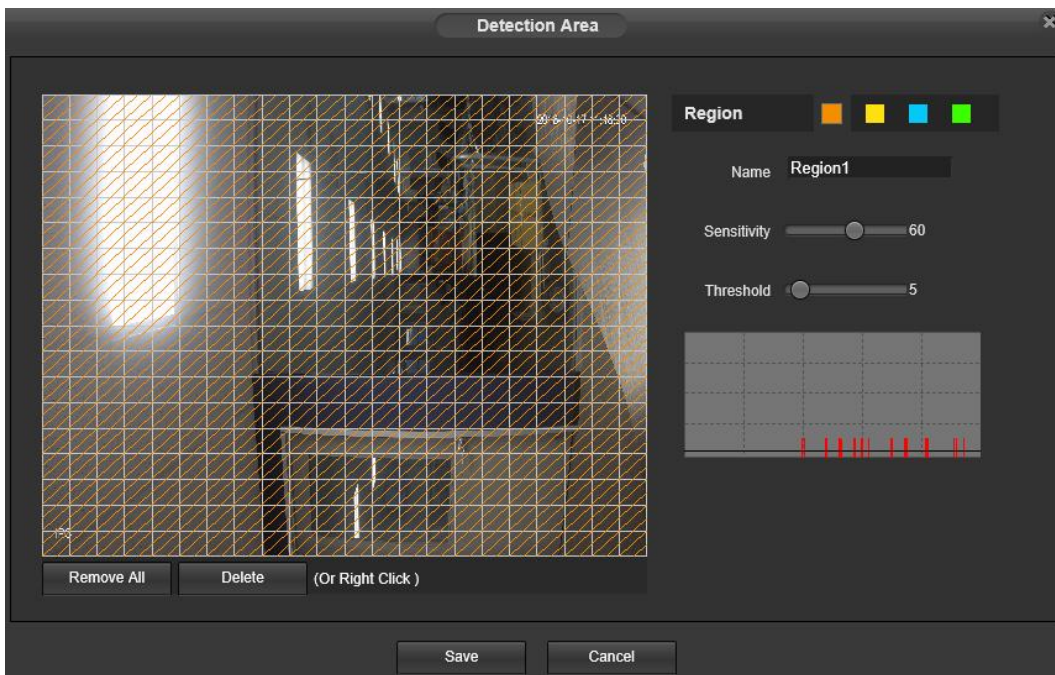 Detection Area
Region
Name Region1
Sensitivity 60
Threshold 5
Remove All Delete (Or Right Click )
Save Cancel